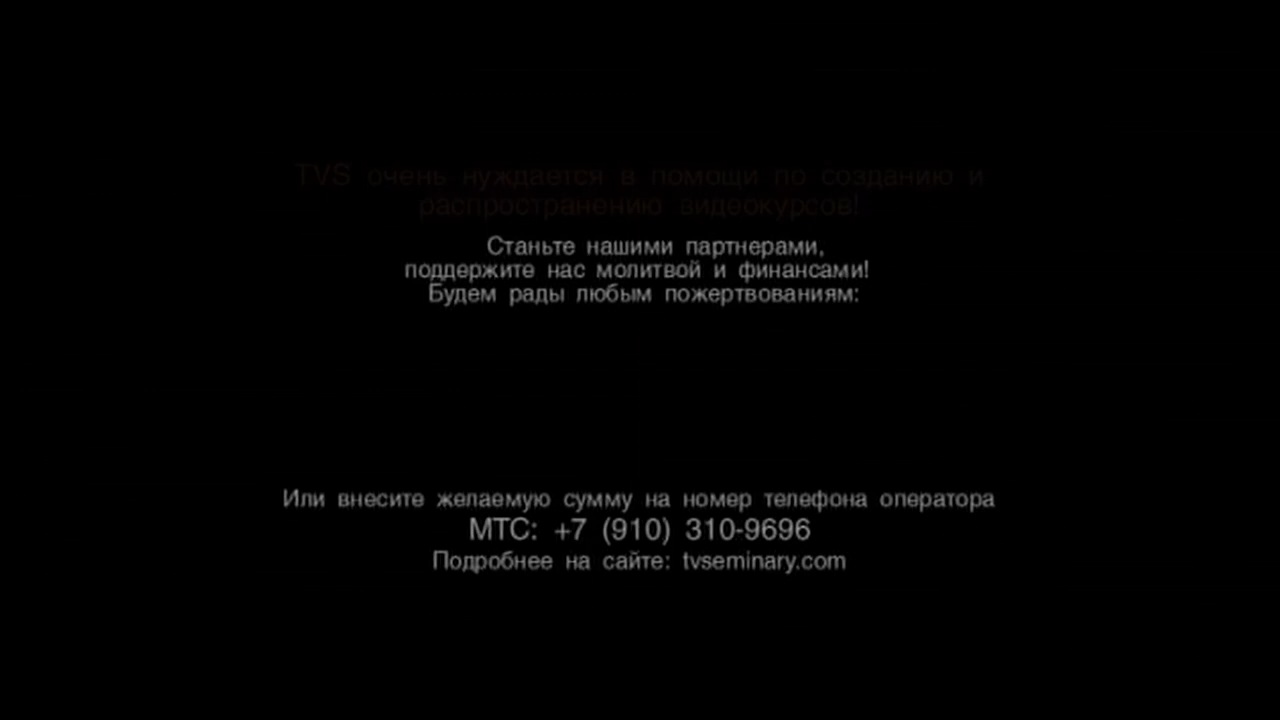 TVS очень нуждается в помощи по созданию и
распространению видеокурсов!
Станьте нашими партнерами,
поддержите нас молитвой и финансами!
Будем рады любым пожертвованиям:
Или внесите желаемую сумму на номер телефона оператора
МТС: +7 (910) 310-9696
Подробнее на сайте: tvseminary.com